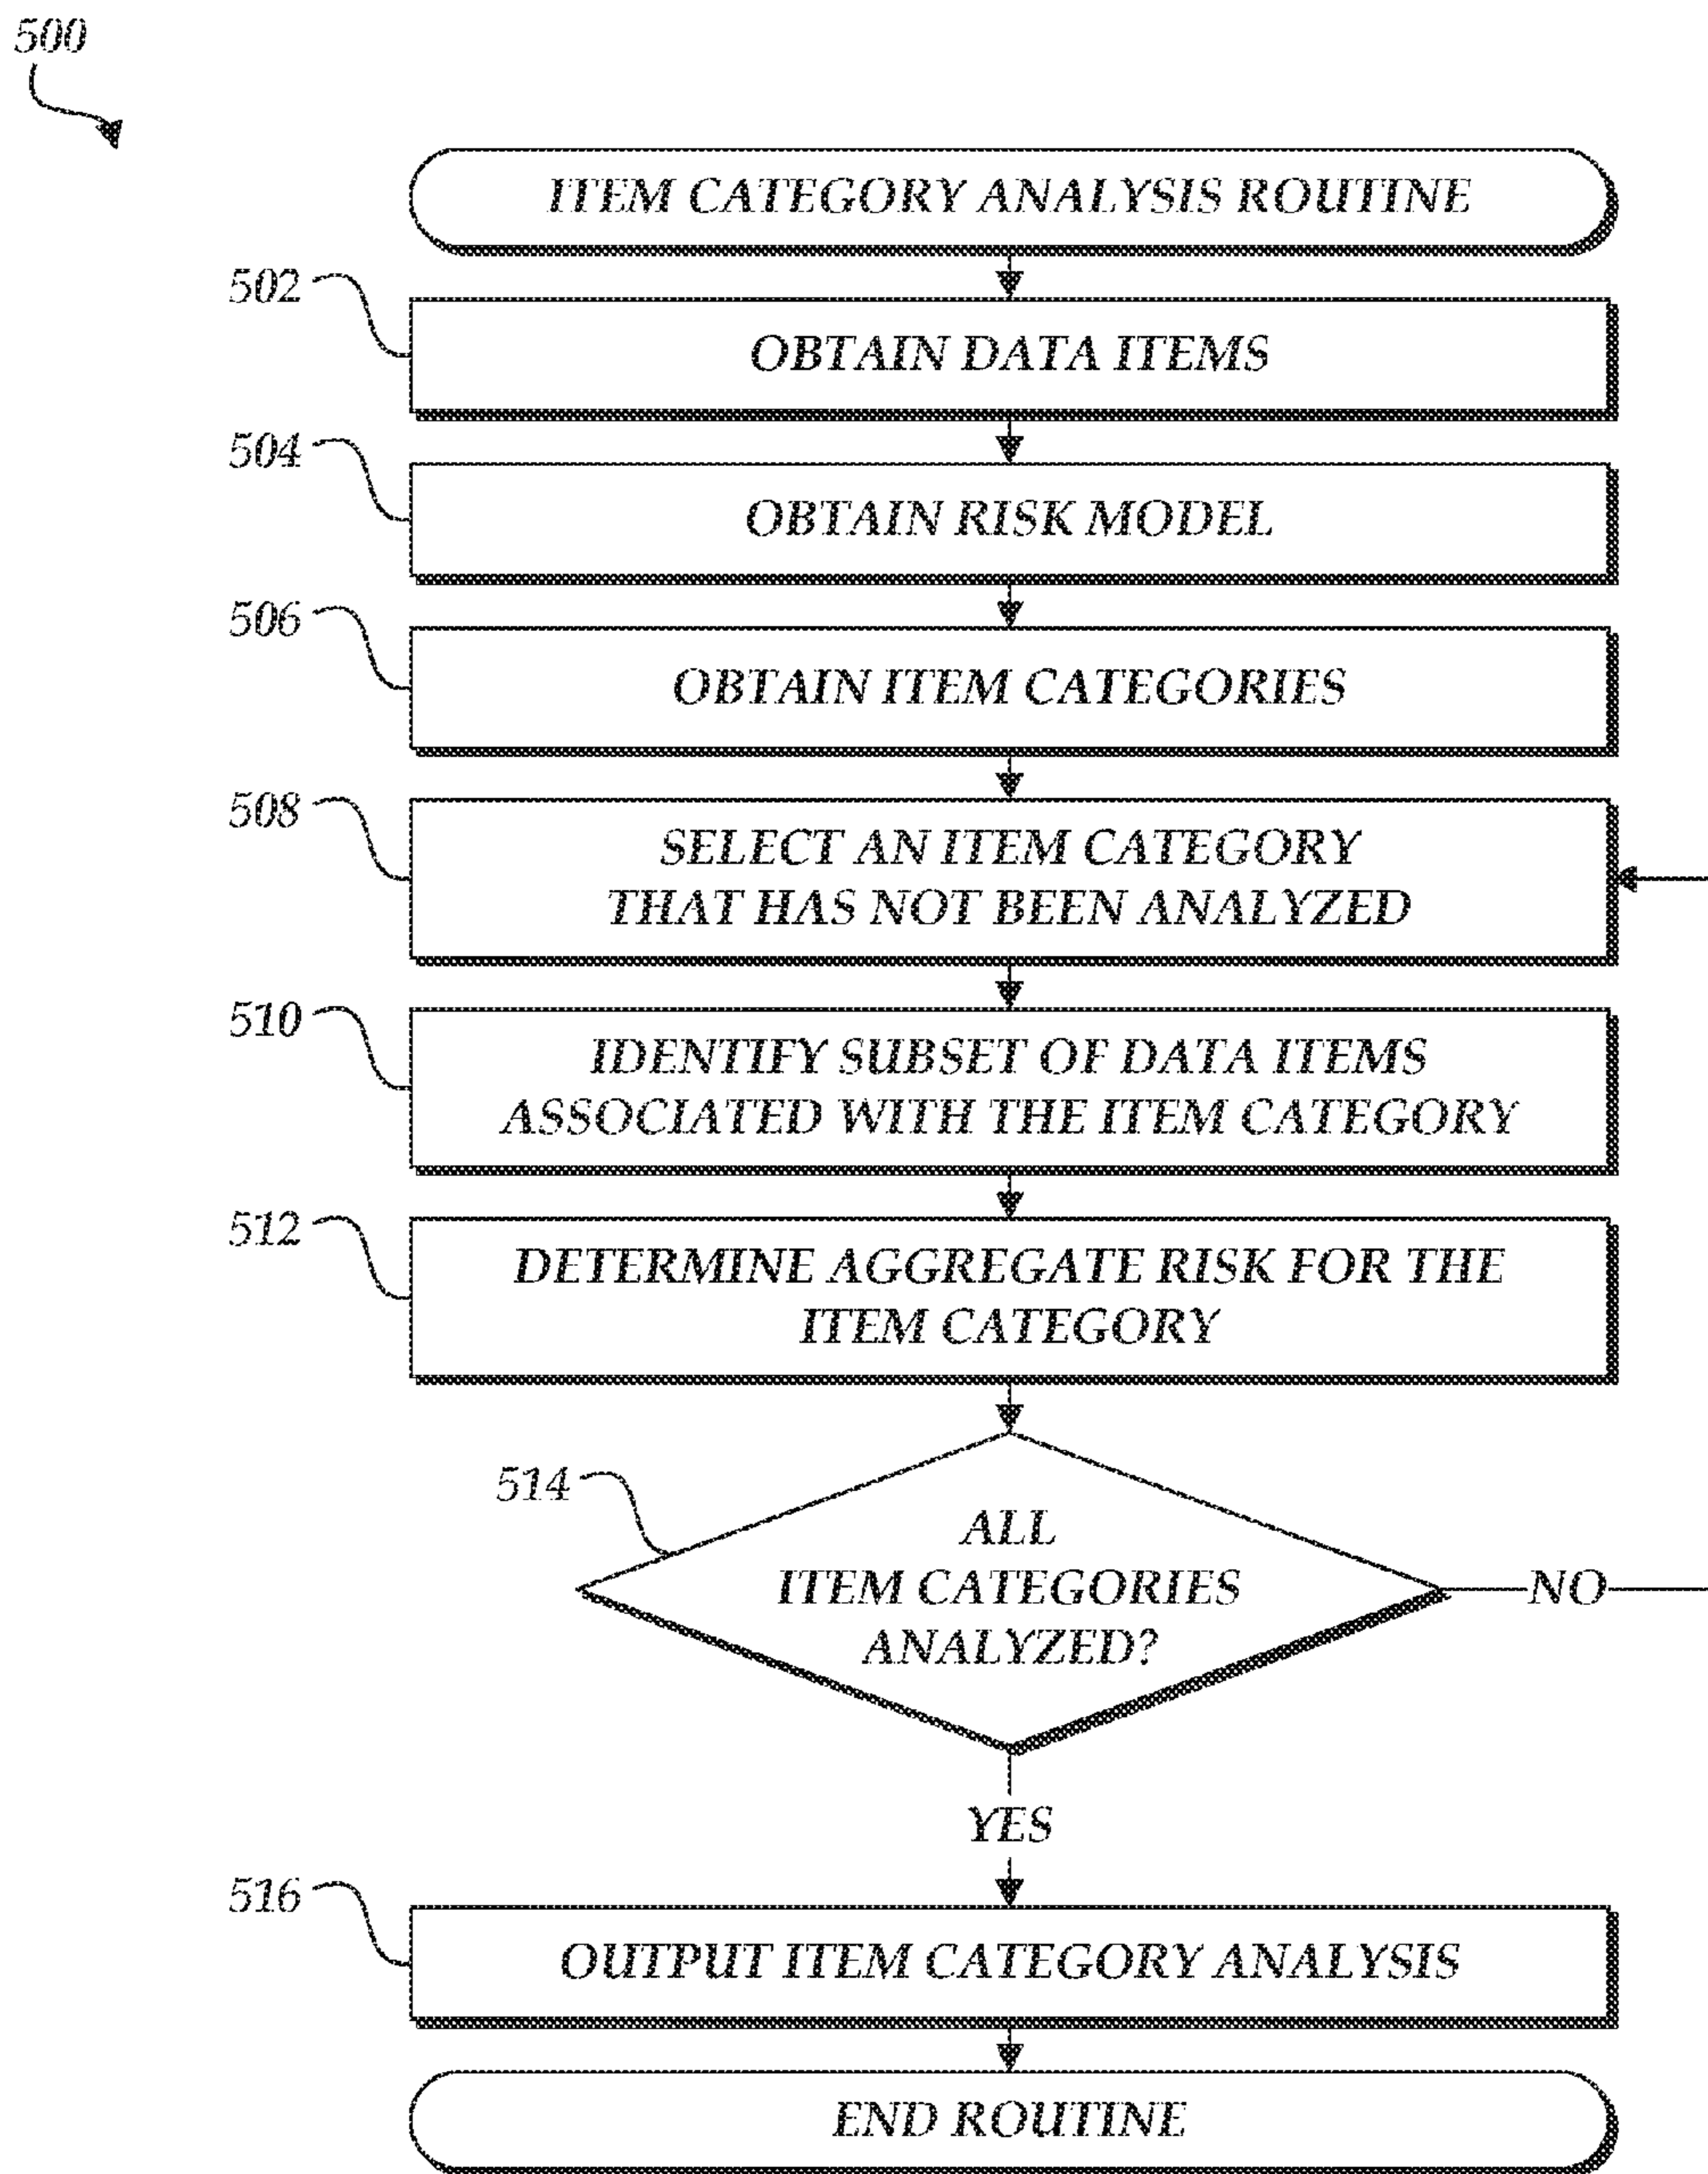 500
ITEM CATEGORY ANALYSIS ROUTINE
502
OBTAIN DATA ITEMS
504
OBTAIN RISK MODEL
506
OBTAIN ITEM CATEGORIES
508
SELECT AN ITEM CATEGORY
THAT HAS NOT BEEN ANALYZED
510
IDENTIFY SUBSET OF DATA ITEMS
ASSOCIATED WITH THE ITEM CATEGORY
512
DETERMINE AGGREGATE RISK FOR THE
ITEM CATEGORY
514
ALL
ITEM CATEGORIES
ANALYZED?
NO
YES
516
OUTPUT ITEM CATEGORY ANALYSIS
END ROUTINE